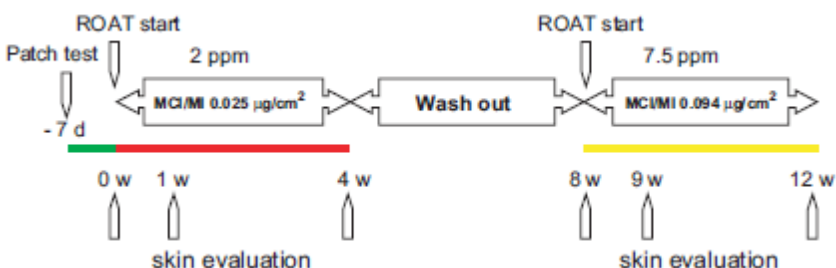 ROAT start ROAT start
Patch test 2 ppm 7.5 ppm
MCI/MI 0.025 µg/cm² Wash out MCI/MI 0.094 µg/cm²
- 7 d
0 w 1 w 4 w 8 w 9 w 12 w
skin evaluation skin evaluation